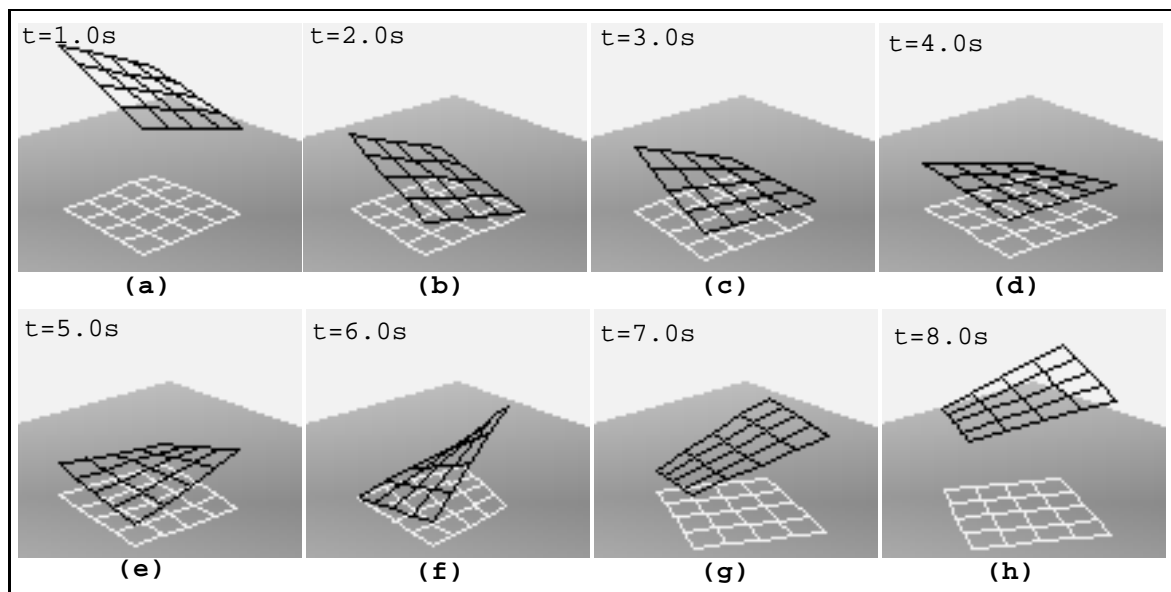 t=1.0s t=2.0s t=3.0s t=4.0s
(a) (b) (c) (d)
t=5.0s t=6.0s t=7.0s t=8.0s
(e) (f) (g) (h)